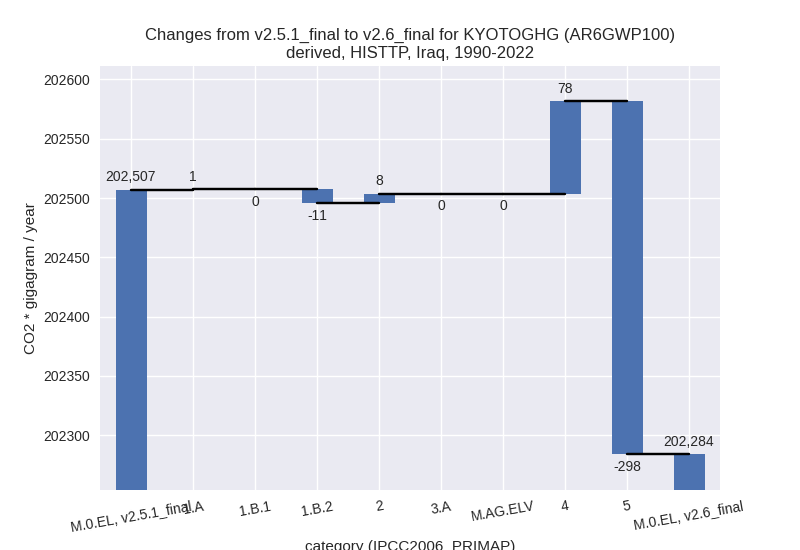 Changes from v2.5.1_final to v2.6_final for KYOTOGHG (AR6GWP100)
derived, HISTTP, Iraq, 1990-2022
CO2 * gigagram / year
202600
202550
202500
202450
202400
202350
202300
202,507
1
0
-11
8
0
0
78
-298
202,284
M.0.EL, v2.5.1_final
1.A
1.B.1
1.B.2
2
3.A
M.AG.ELV
4
5
M.0.EL, v2.6_final
category (IPCC2006_PRIMAP)